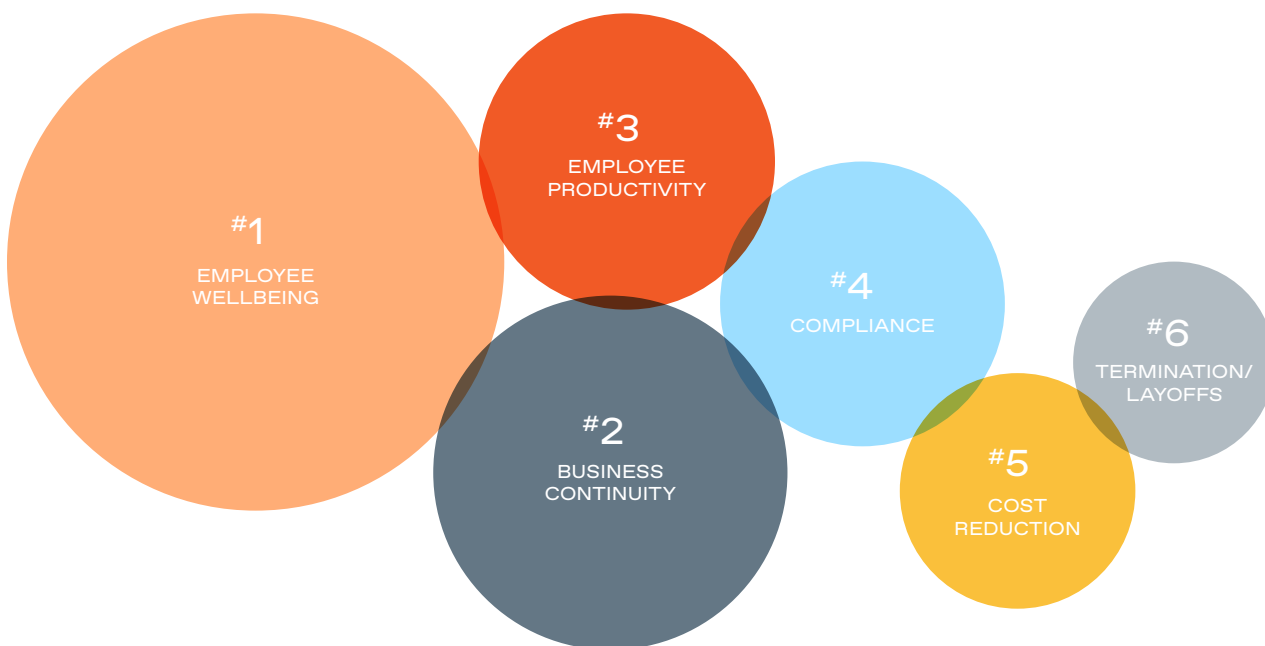 #1
EMPLOYEE
WELLBEING
#2
BUSINESS
CONTINUITY
#3
EMPLOYEE
PRODUCTIVITY
#4
COMPLIANCE
#5
COST
REDUCTION
#6
TERMINATION/
LAYOFFS